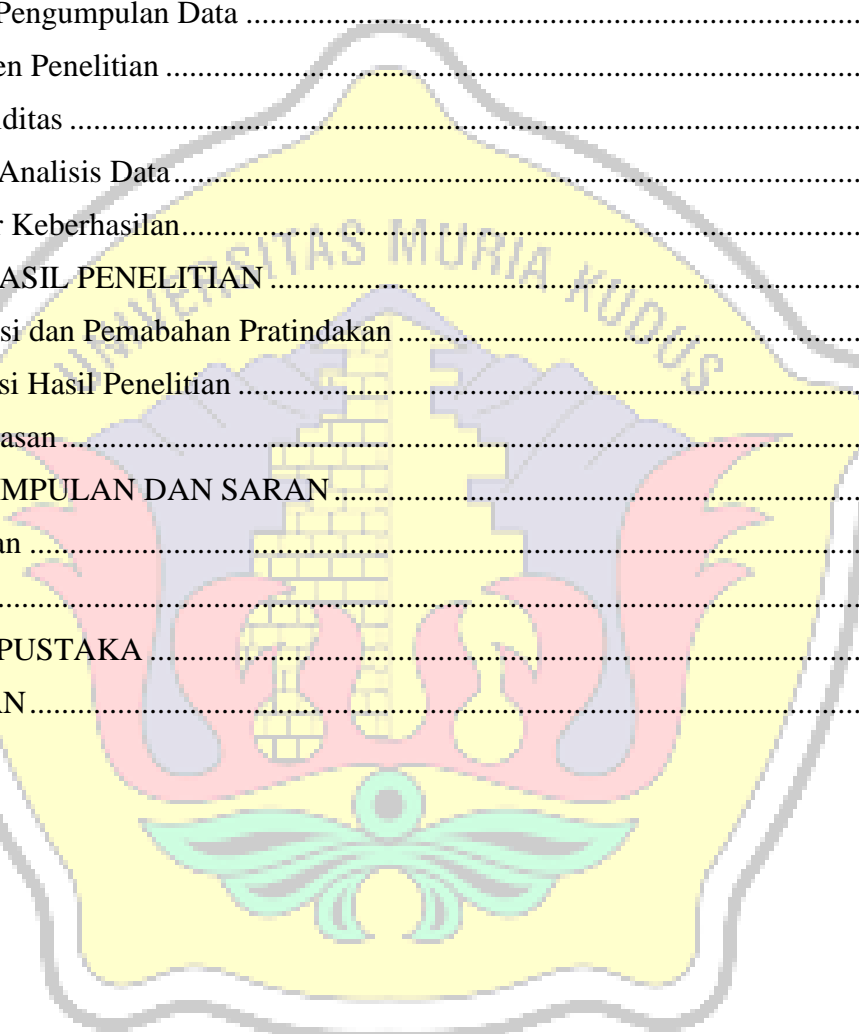 Pengumpulan Data ...............................................................................
en Penelitian ...............................................................................
ditas ...............................................................................
Analisis Data...............................................................................
r Keberhasilan...............................................................................
ASIL PENELITIAN ...............................................................................
si dan Pemabahan Pratindakan ...............................................................................
si Hasil Penelitian ...............................................................................
asan ...............................................................................
MPULAN DAN SARAN ...............................................................................
an ...............................................................................
...............................................................................
PUSTAKA ...............................................................................
AN...............................................................................
UNIVERSITAS MURIA KUDUS